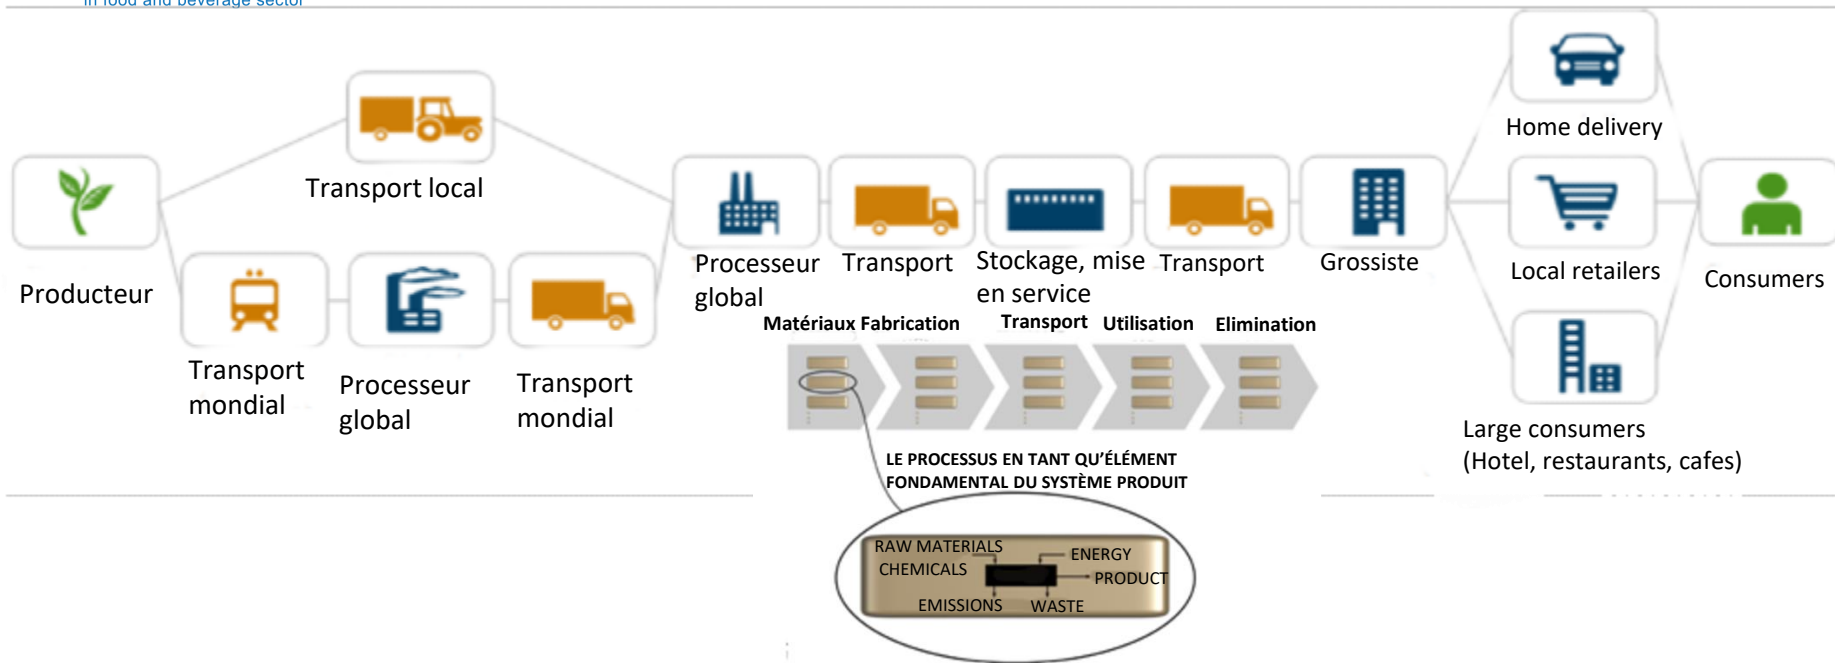 in food and beverage sector
Home delivery
Transport local
Producteur
Processeur
global
Transport
Stockage, mise
en service
Transport
Grossiste
Local retailers
Consumers
Transport
mondial
Processeur
global
Transport
mondial
Matériaux Fabrication
Transport
Utilisation
Elimination
Large consumers
(Hotel, restaurants, cafes)
LE PROCESSUS EN TANT QU'ÉLÉMENT
FONDAMENTAL DU SYSTÈME PRODUIT
RAW MATERIALS
CHEMICALS
ENERGY
PRODUCT
EMISSIONS
WASTE